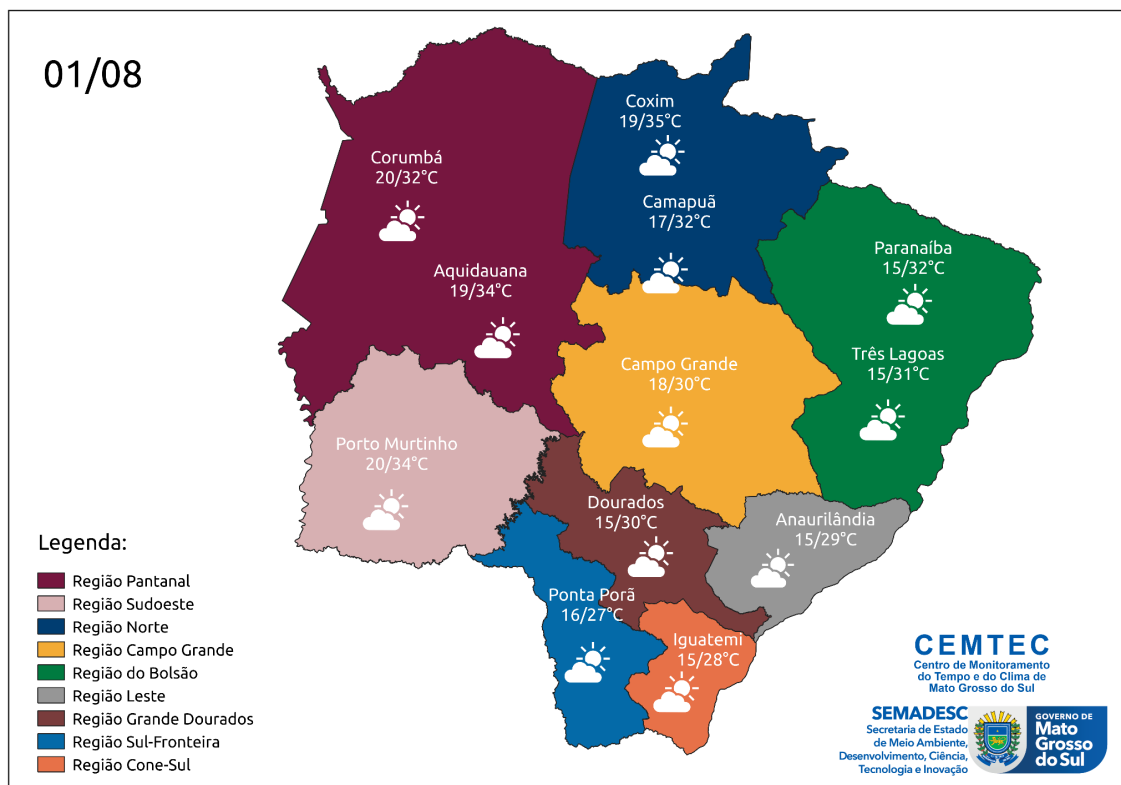 01/08
Coxim
19/35°C
Corumbá
20/32°C
Camapuã
17/32°C
Paranaíba
15/32°C
Aquidauana
19/34°C
Três Lagoas
15/31°C
Campo Grande
18/30°C
Porto Murtinho
20/34°C
Dourados
15/30°C
Anaurilândia
15/29°C
Ponta Porã
16/27°C
Iguatemi
15/28°C
Legenda:
Região Pantanal
Região Sudoeste
Região Norte
Região Campo Grande
Região do Bolsão
Região Leste
Região Grande Dourados
Região Sul-Fronteira
Região Cone-Sul
CEMTEC
Centro de Monitoramento
do Tempo e do Clima de
Mato Grosso do Sul
SEMADESC
Secretaria de Estado
de Meio Ambiente,
Desenvolvimento, Ciência,
Tecnologia e Inovação
GOVERNO DE
Mato
Grosso
do Sul